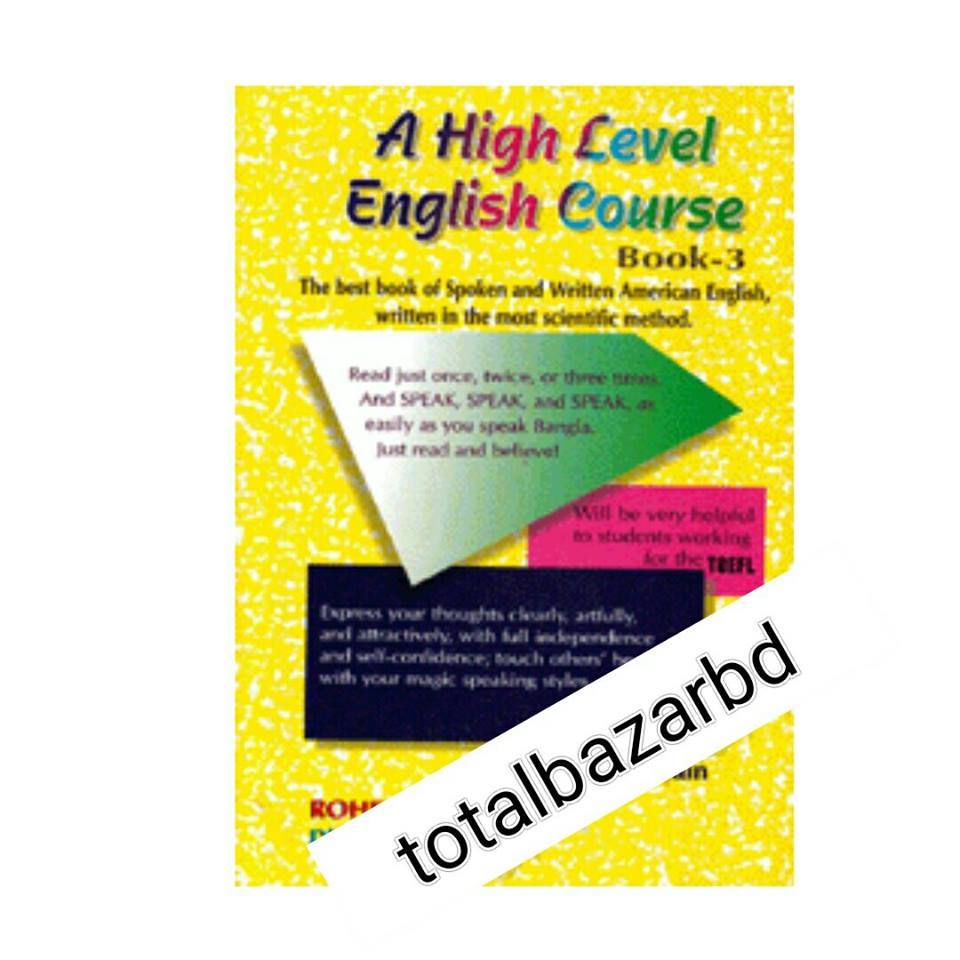 A High Level
English Course
Book-3
The best book of Spoken and Written American English,
written in the most scientific method.
Read just once, twice, or three times.
And SPEAK, SPEAK, and SPEAK, as
easily as you speak Bangla.
Just read and believe!
Will be very helpful
to students working
for the TOEFL
Express your thoughts clearly, artfully,
and attractively, with full independence
and self-confidence; touch others'
with your magic speaking styles
totalbazarbd